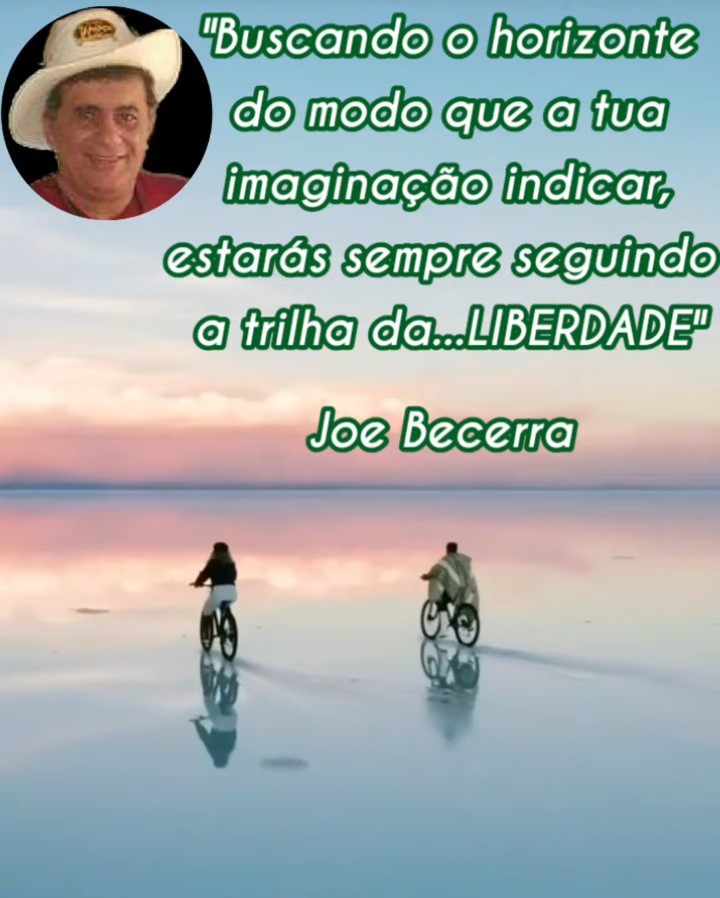 "Buscando o horizonte
do modo que a tua
imaginação indicar,
estarás sempre seguindo
a trilha da...LIBERDADE"
Joe Becerra